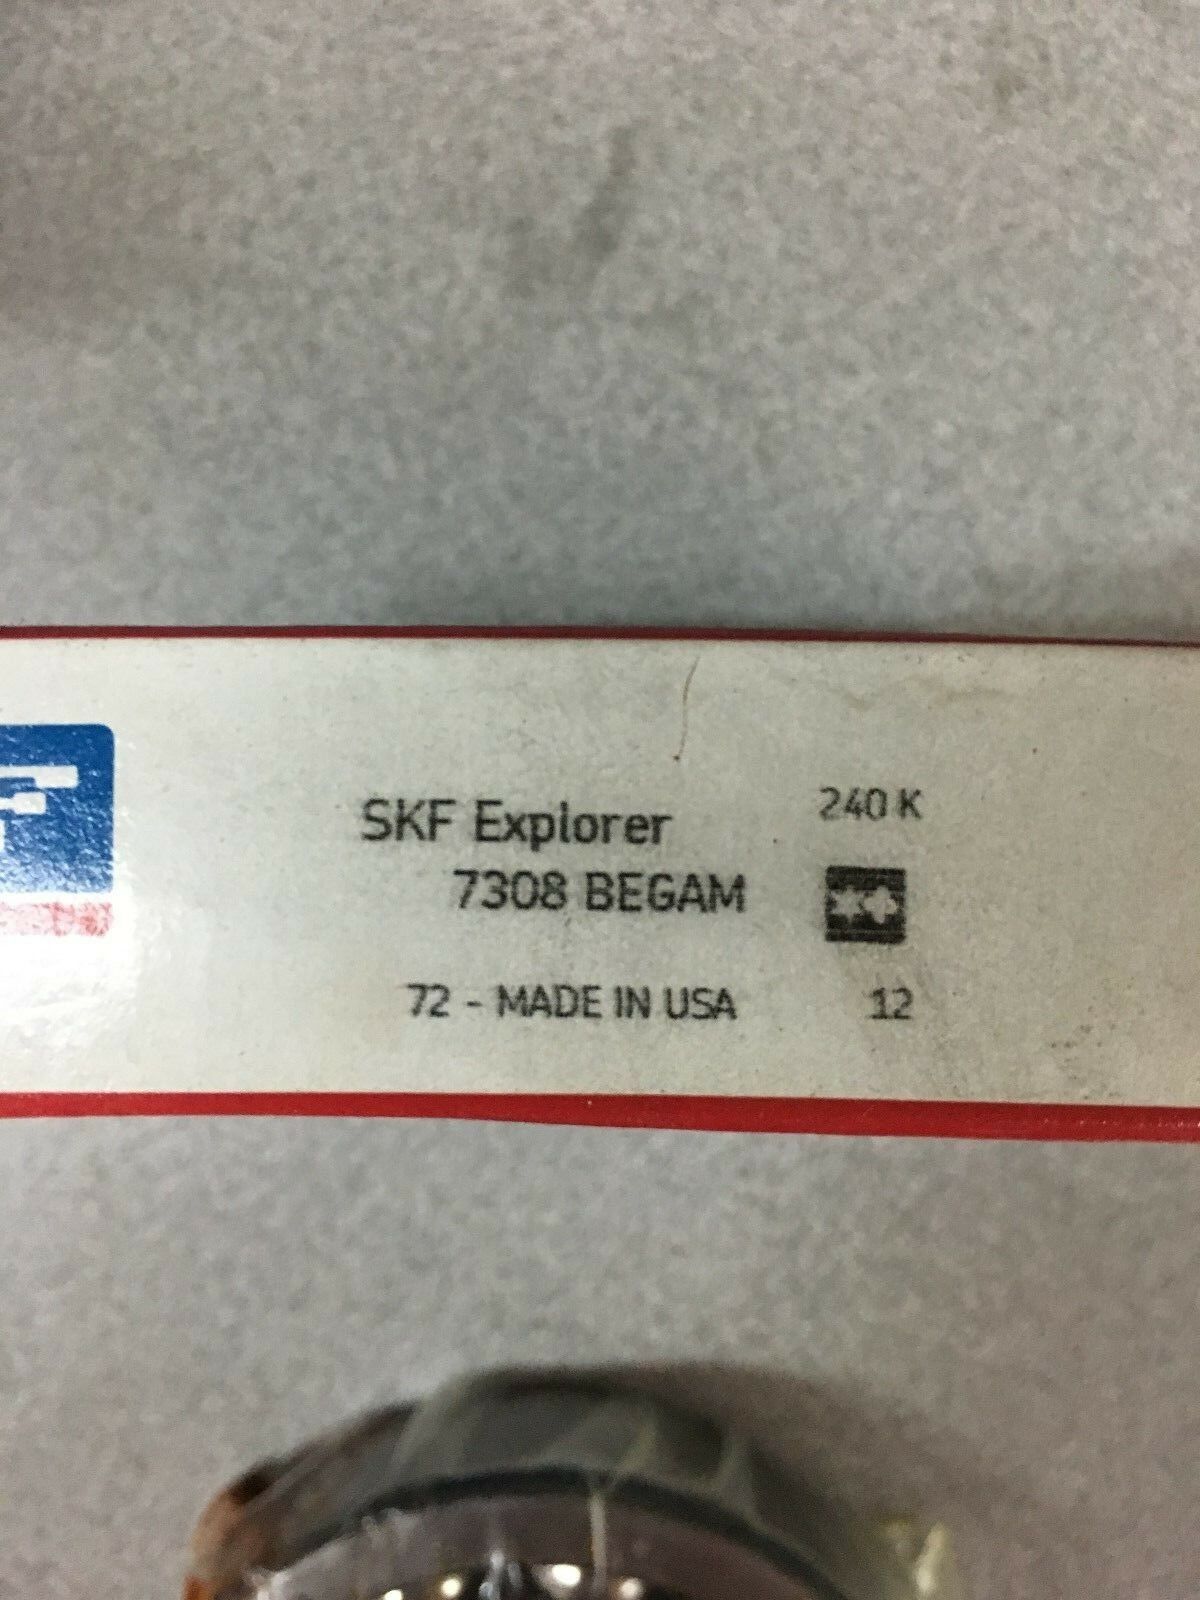 240 K
SKF Explorer
7308 BEGAM
72 - MADE IN USA 12